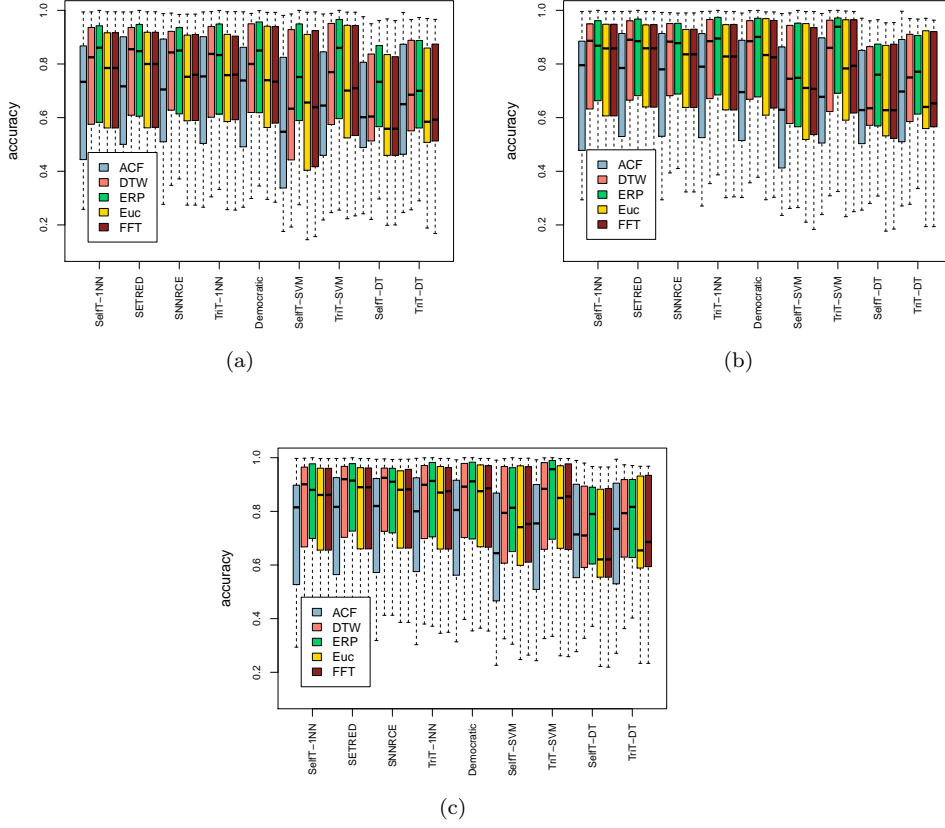 accuracy
1.0
0.8
0.6
0.4
0.2
ACF
DTW
ERP
Euc
FFT
SelfT−1NN
SETRED
SNNRCE
TriT−1NN
Democratic
SelfT−SVM
TriT−SVM
SelfT−DT
TriT−DT
(a)
accuracy
1.0
0.8
0.6
0.4
0.2
ACF
DTW
ERP
Euc
FFT
SelfT−1NN
SETRED
SNNRCE
TriT−1NN
Democratic
SelfT−SVM
TriT−SVM
SelfT−DT
TriT−DT
(b)
accuracy
1.0
0.8
0.6
0.4
0.2
ACF
DTW
ERP
Euc
FFT
SelfT−1NN
SETRED
SNNRCE
TriT−1NN
Democratic
SelfT−SVM
TriT−SVM
SelfT−DT
TriT−DT
(c)